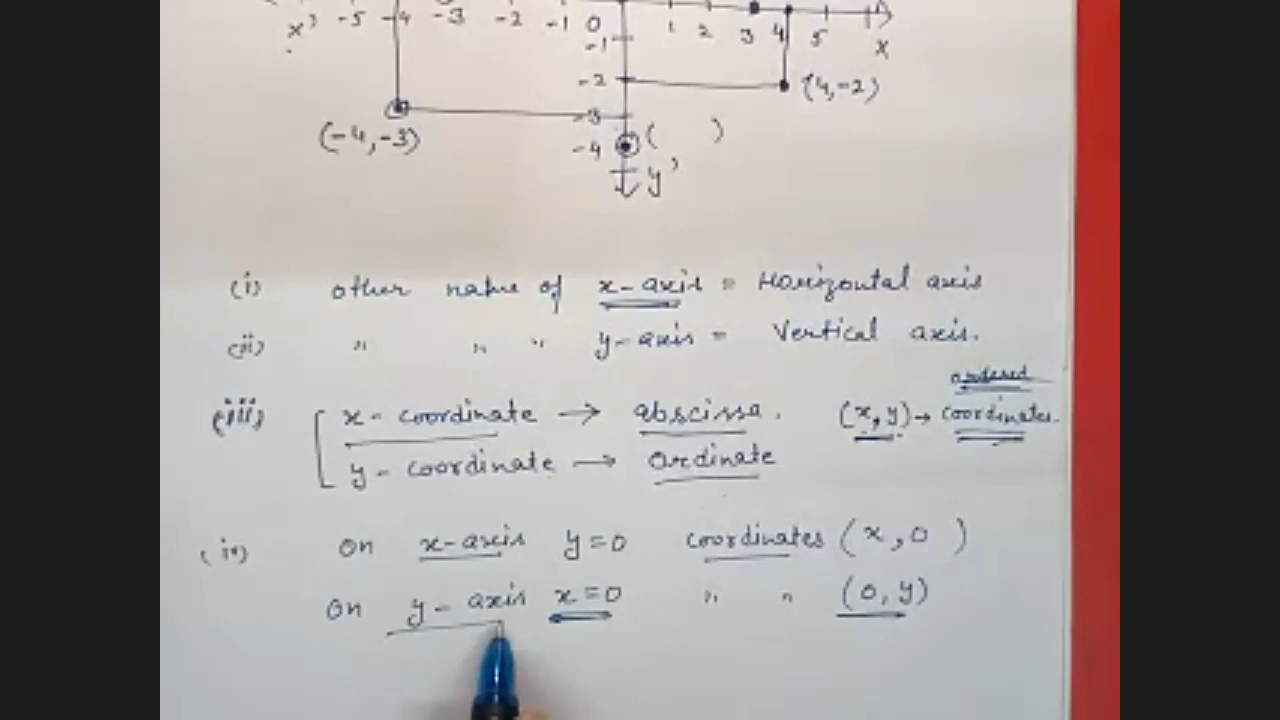 x' -5 -4 -3 -2 -1 0 1 2 3 4 5 x
-1
-2 (4,-2)
-3
(-4,-3) -4 ( )
y'
(i) other name of x-axis = Horizontal axis
(ii) " " " y-axis = Vertical axis.
ordered
(iii) x-coordinate → abscissa. (x,y) → coordinates.
y-coordinate → Ordinate
(iv) On x-axis y=0 coordinates (x,0)
On y-axis x=0 " " (0,y)